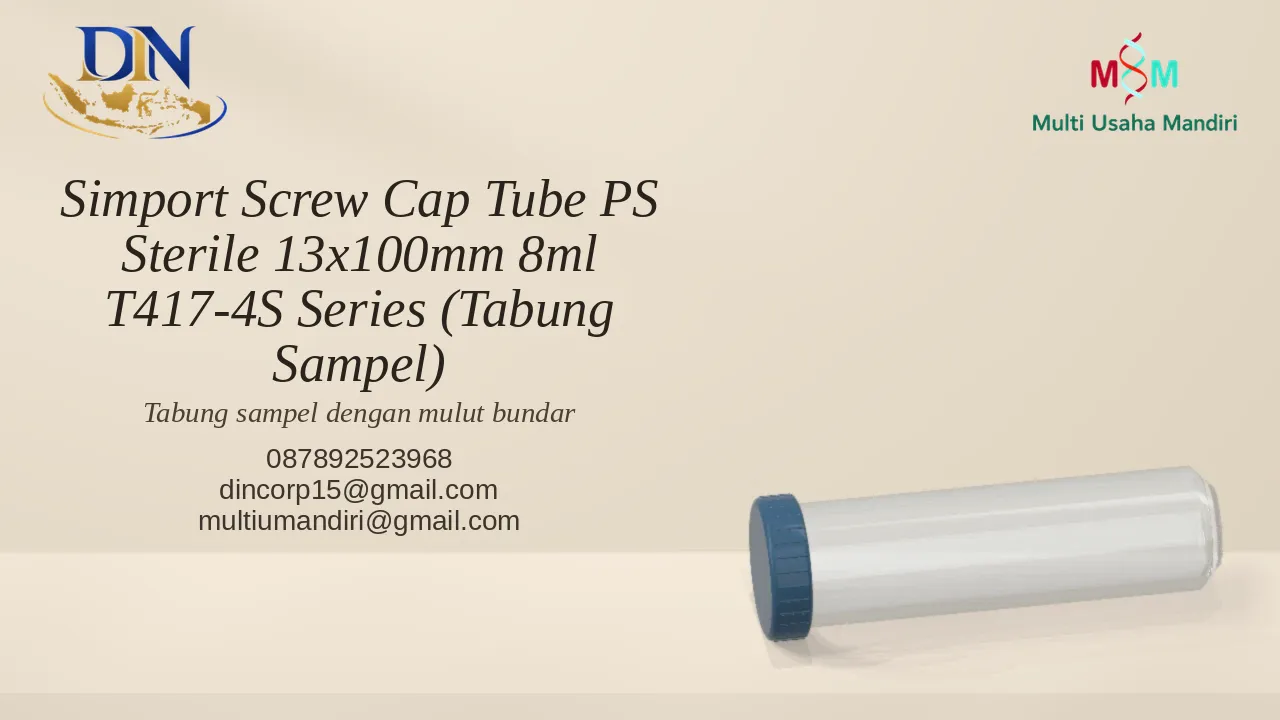 DN
M M
Multi Usaha Mandiri
Simport Screw Cap Tube PS
Sterile 13x100mm 8ml
T417-4S Series (Tabung
Sampel)
Tabung sampel dengan mulut bundar
087892523968
dincorp15@gmail.com
multiumandiri@gmail.com